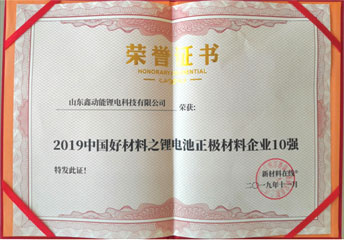 荣誉证书
HONORARY CREDENTIAL
山东鑫动能锂电科技有限公司 荣获:
2019中国好材料之锂电池正极材料企业10强
特发此证!
新材料在线®
二〇一九年十一月